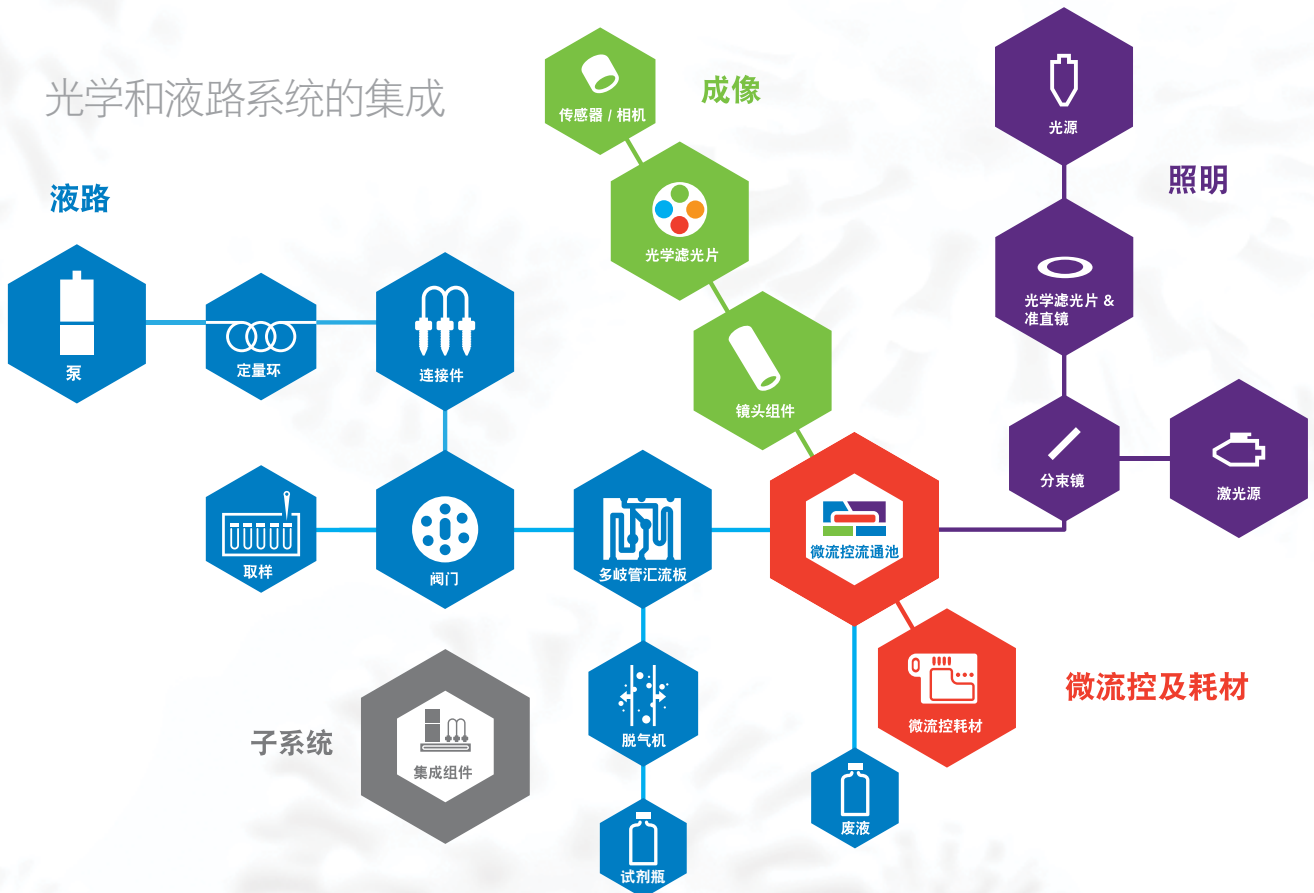 光学和液路系统的集成
液路
泵
定量环
连接件
取样
阀门
多岐管汇流板
脱气机
试剂瓶
废液
成像
传感器 / 相机
光学滤光片
镜头组件
照明
光源
光学滤光片 &
准直镜
分束镜
激光源
微流控流通池
微流控及耗材
微流控耗材
子系统
集成组件